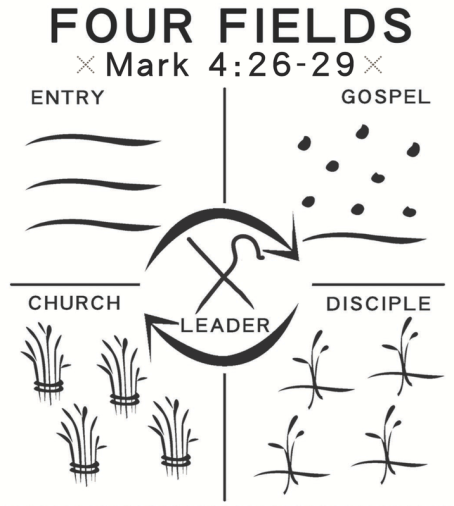 FOUR FIELDS
Mark 4:26-29
ENTRY
GOSPEL
CHURCH
LEADER
DISCIPLE